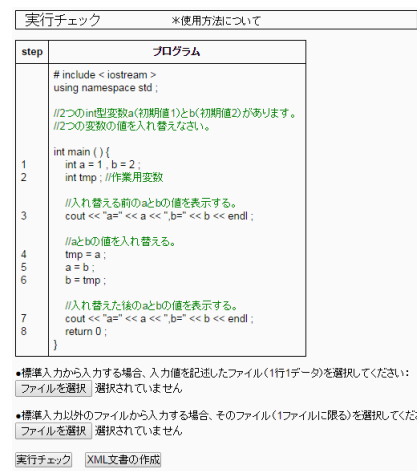 実行チェック ※使用方法について
step プログラム
# include < iostream >
using namespace std ;
//2つのint型変数a(初期値1)とb(初期値2)があります。
//2つの変数の値を入れ替えなさい。
int main ( ) {
1 int a = 1 , b = 2 ;
2 int tmp ; //作業用変数
//入れ替える前のaとbの値を表示する。
3 cout << "a=" << a << ",b=" << b << endl ;
//aとbの値を入れ替える。
4 tmp = a ;
5 a = b ;
6 b = tmp ;
//入れ替えた後のaとbの値を表示する。
7 cout << "a=" << a << ",b=" << b << endl ;
8 return 0 ;
}
●標準入力から入力する場合、入力値を記述したファイル(1行1データ)を選択してください:
ファイルを選択 選択されていません
●標準入力以外のファイルから入力する場合、そのファイル(1ファイルに限る)を選択してくだ
ファイルを選択 選択されていません
実行チェック XML文書の作成